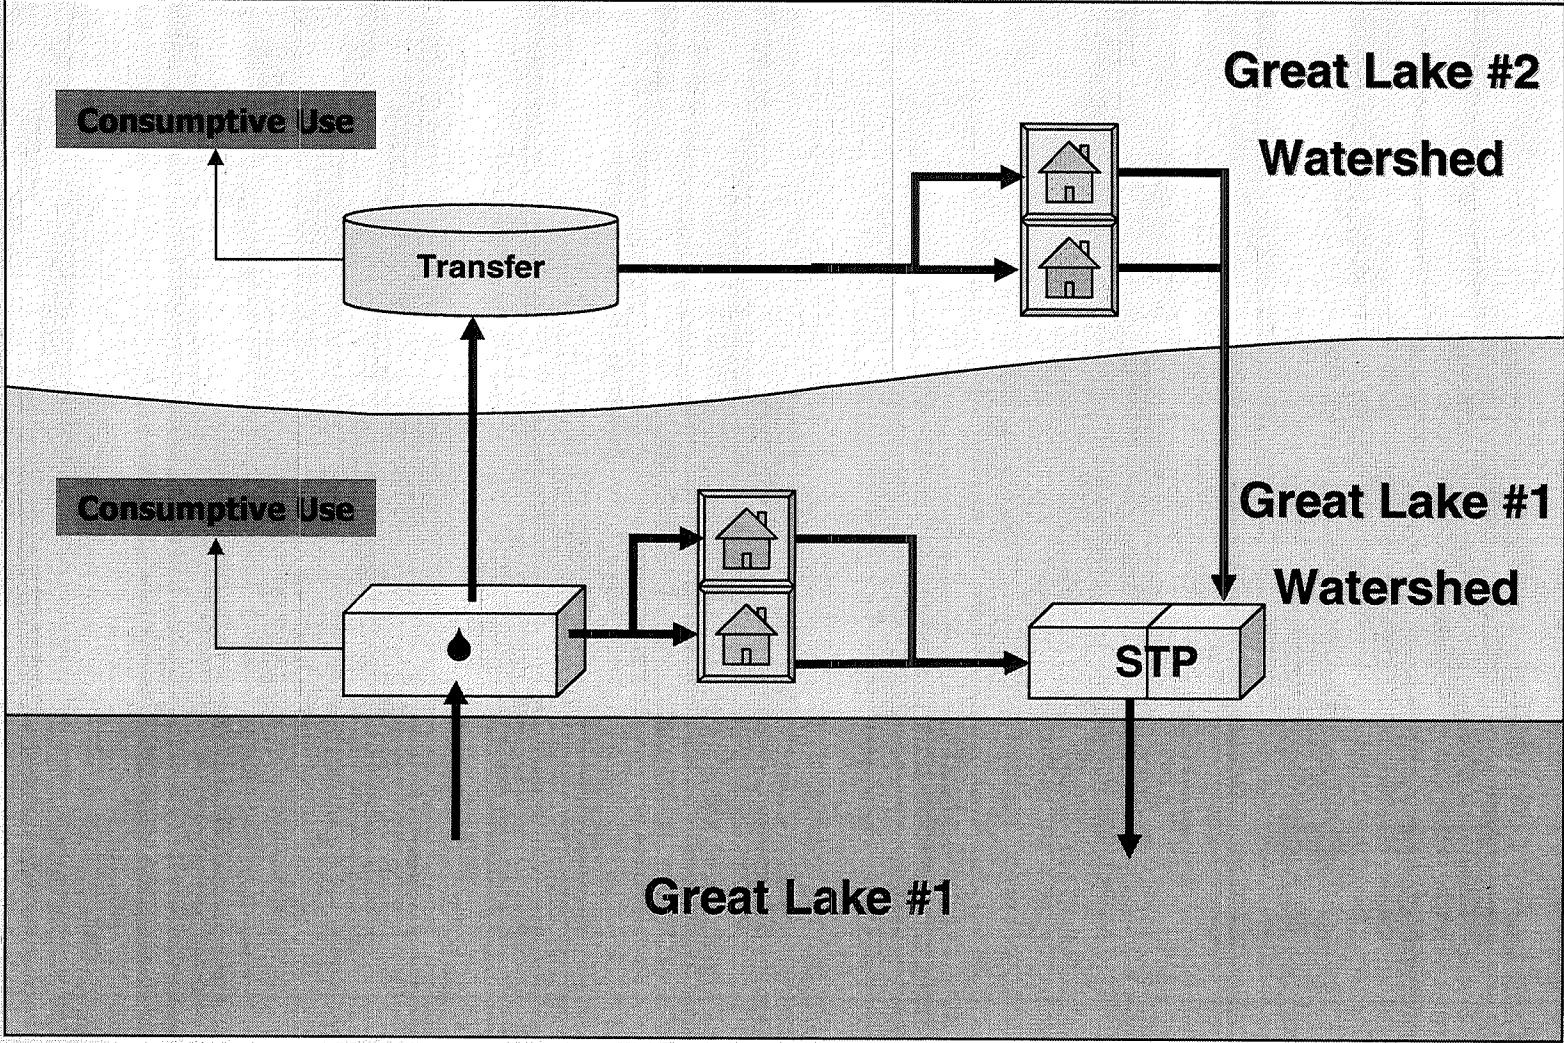 Great Lake #2
Watershed
Consumptive Use
Transfer
Great Lake #1
Watershed
Consumptive Use
STP
Great Lake #1